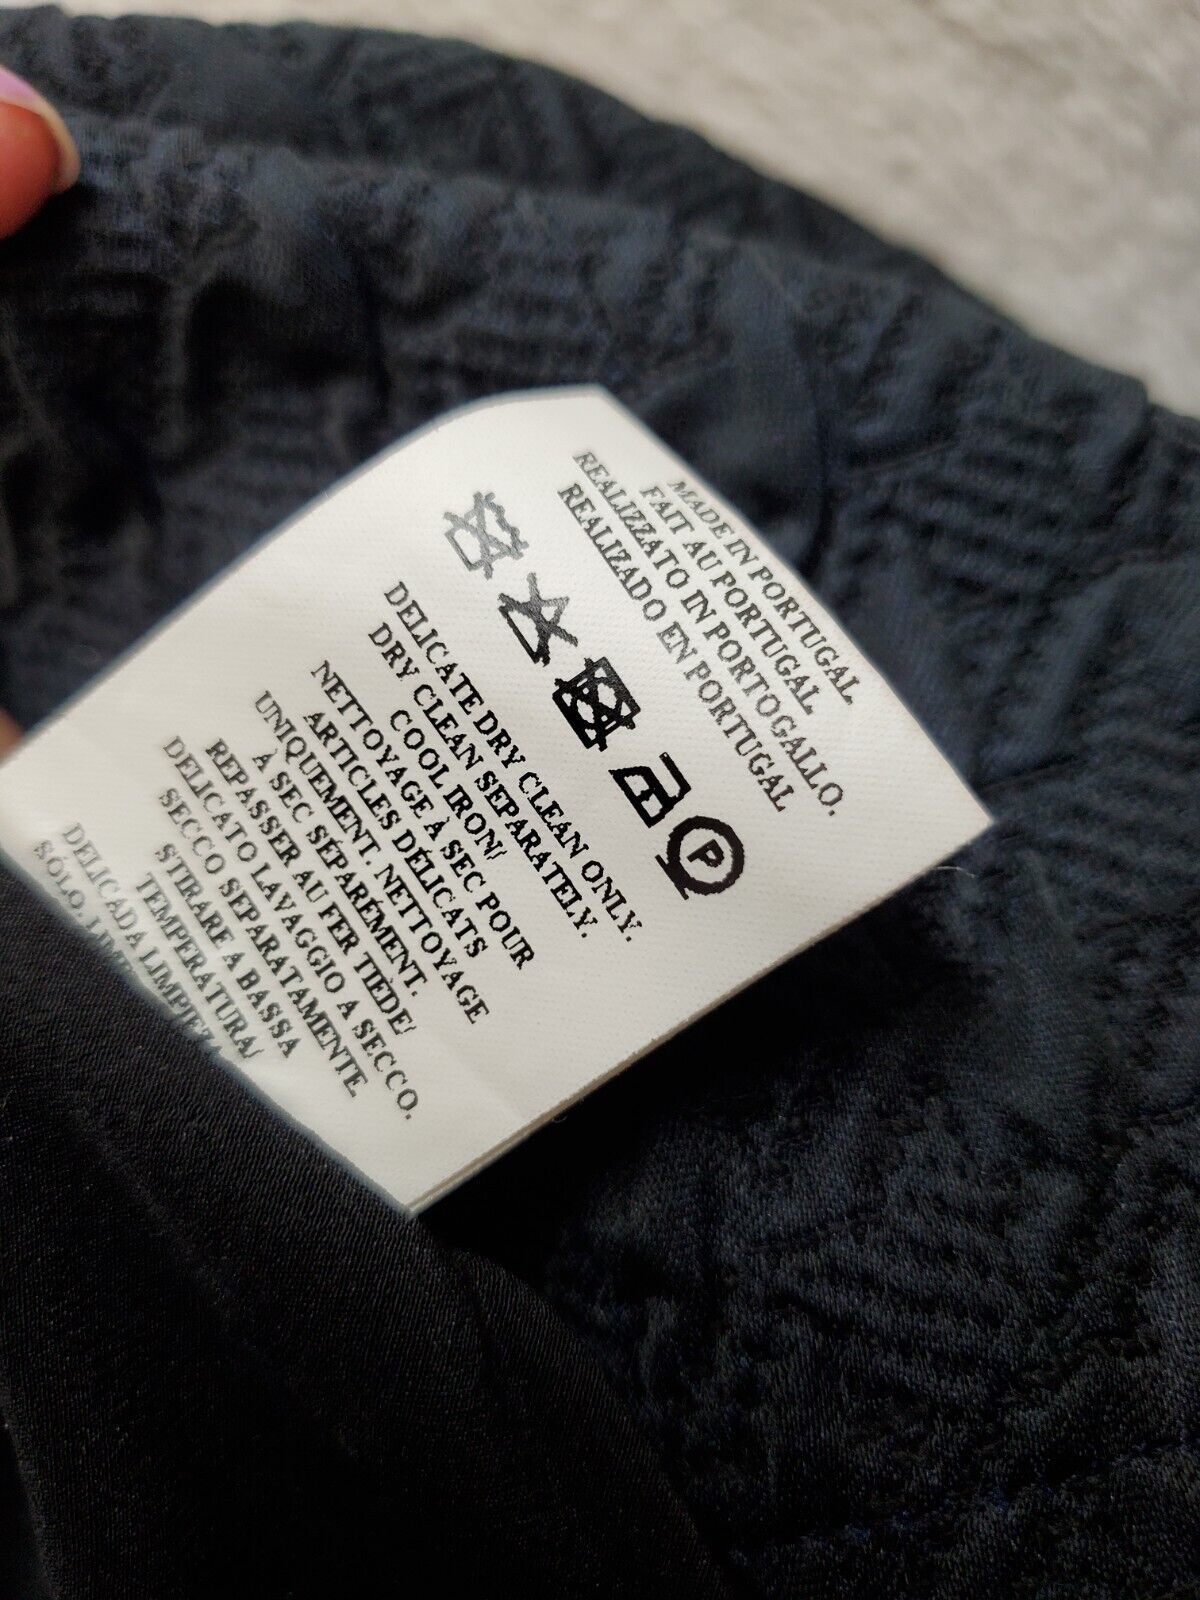 MADE IN PORTUGAL
FAIT AU PORTUGAL
REALIZZATO IN PORTOGALLO.
REALIZADO EN PORTUGAL
P
DELICATE DRY CLEAN ONLY.
DRY CLEAN SEPARATELY.
COOL IRON/
NETTOYAGE À SEC POUR
ARTICLES DÉLICATS
UNIQUEMENT. NETTOYAGE
À SEC SÉPARÉMENT.
REPASSER AU FER TIÈDE/
DELICATO LAVAGGIO A SECCO.
SECCO SEPARATAMENTE.
STIRARE A BASSA
TEMPERATURA/
DELICADA LIMPIEZA
SÓLO.